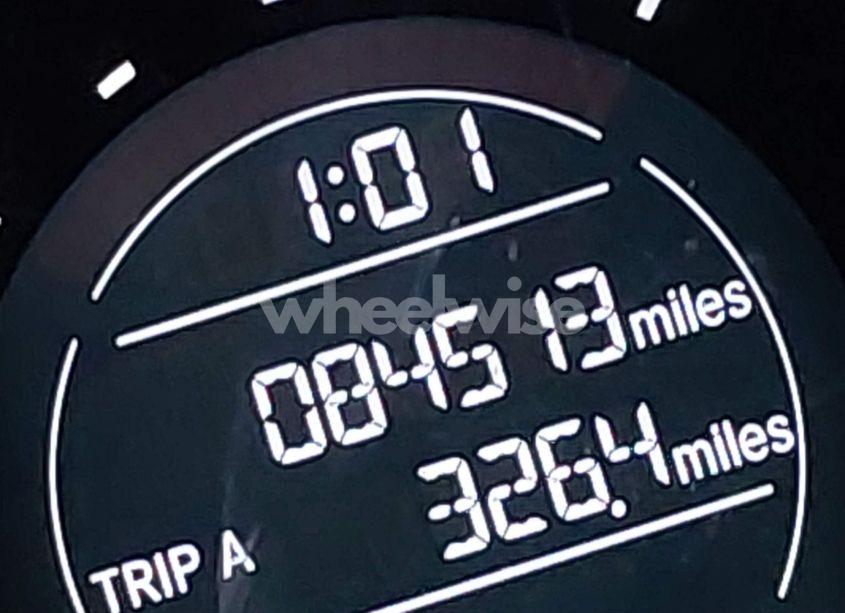 1:01
wheelwise
084513 miles
326.4 miles
TRIP A